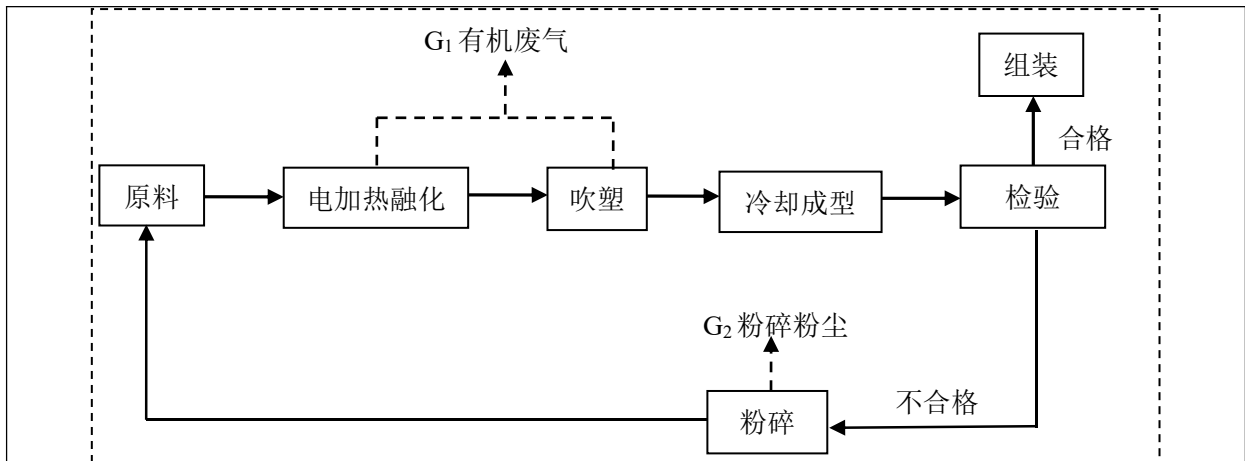 G₁有机废气
组装
合格
原料
电加热融化
吹塑
冷却成型
检验
G₂粉碎粉尘
不合格
粉碎